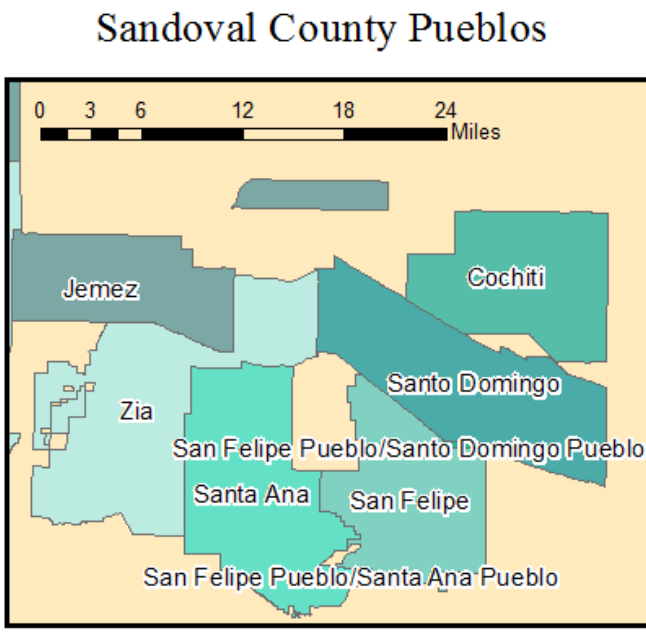 Sandoval County Pueblos
0 3 6 12 18 24
Miles
Cochiti
Jemez
Santo Domingo
Zia
San Felipe Pueblo/Santo Domingo Pueblo
Santa Ana
San Felipe
San Felipe Pueblo/Santa Ana Pueblo